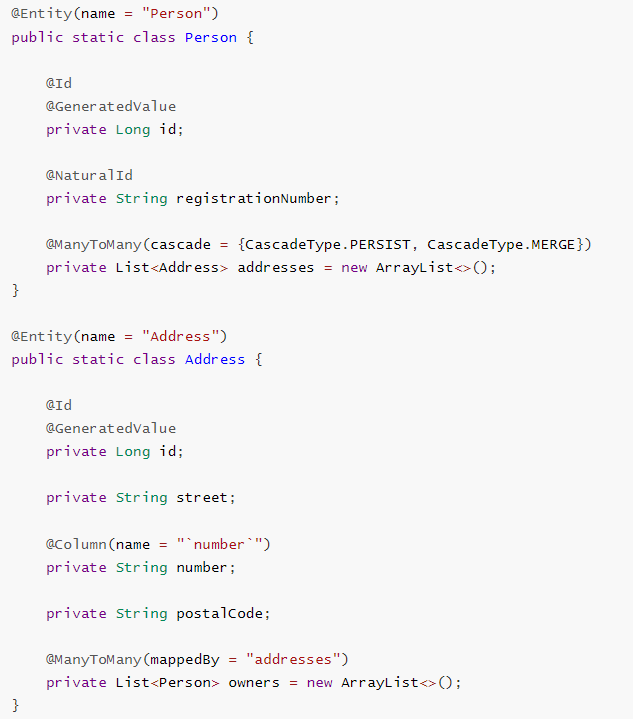 @Entity(name = "Person")
public static class Person {
@Id
@GeneratedValue
private Long id;
@NaturalId
private String registrationNumber;
@ManyToMany(cascade = {CascadeType.PERSIST, CascadeType.MERGE})
private List<Address> addresses = new ArrayList<>();
}
@Entity(name = "Address")
public static class Address {
@Id
@GeneratedValue
private Long id;
private String street;
@Column(name = "`number`")
private String number;
private String postalCode;
@ManyToMany(mappedBy = "addresses")
private List<Person> owners = new ArrayList<>();
}